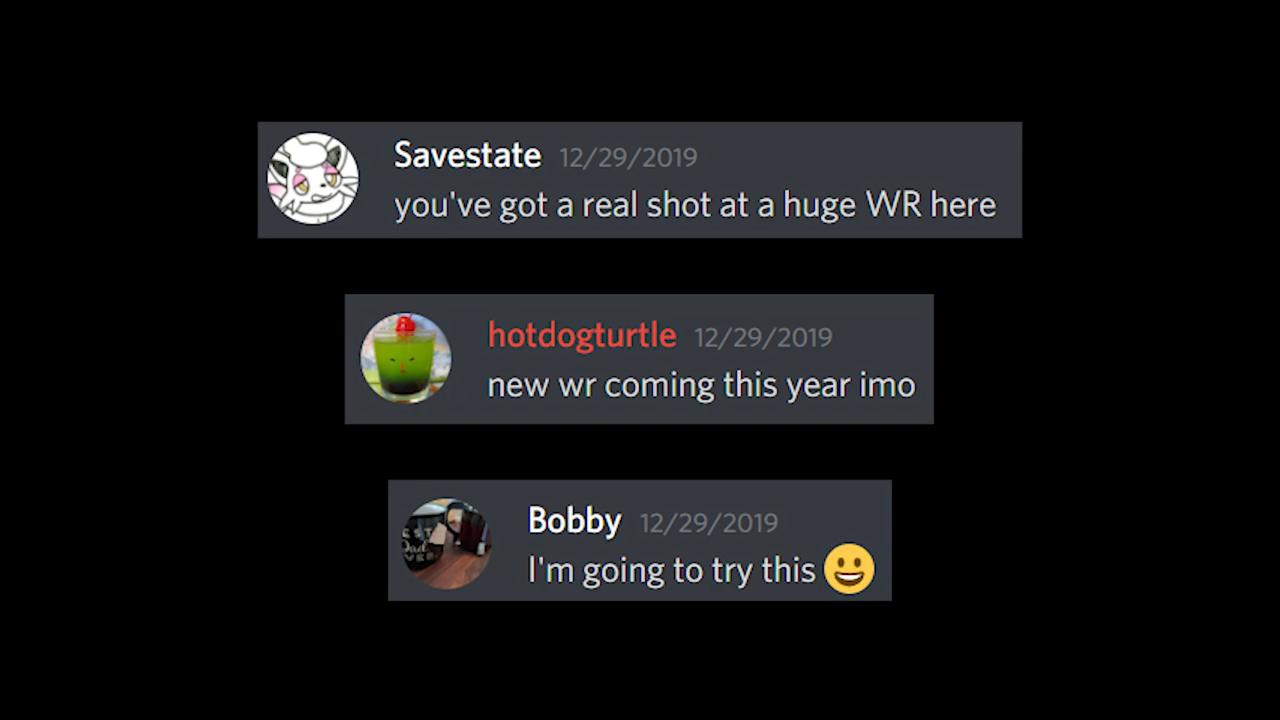 Savestate 12/29/2019
you've got a real shot at a huge WR here
hotdogturtle 12/29/2019
new wr coming this year imo
Bobby 12/29/2019
I'm going to try this 😀